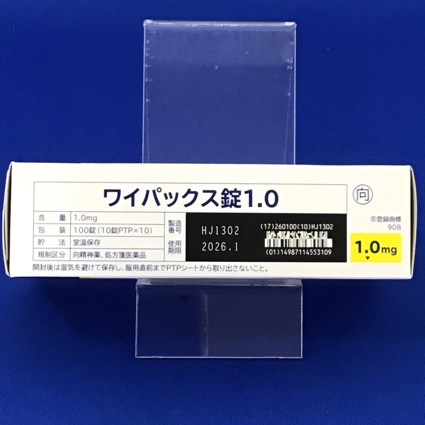 ワイパックス錠1.0
向
含 量 1.0mg
包 装 100錠(10錠PTP×10)
貯 法 室温保存
規制区分 向精神薬、処方箋医薬品
製造番号 HJ1302
使用期限 2026.1
(17)260100(10)HJ1302
(01)14987114553109
®登録商標
908
1.0mg
開封後は湿気を避けて保存し、服用直前までPTPシートから取り出さないこと。